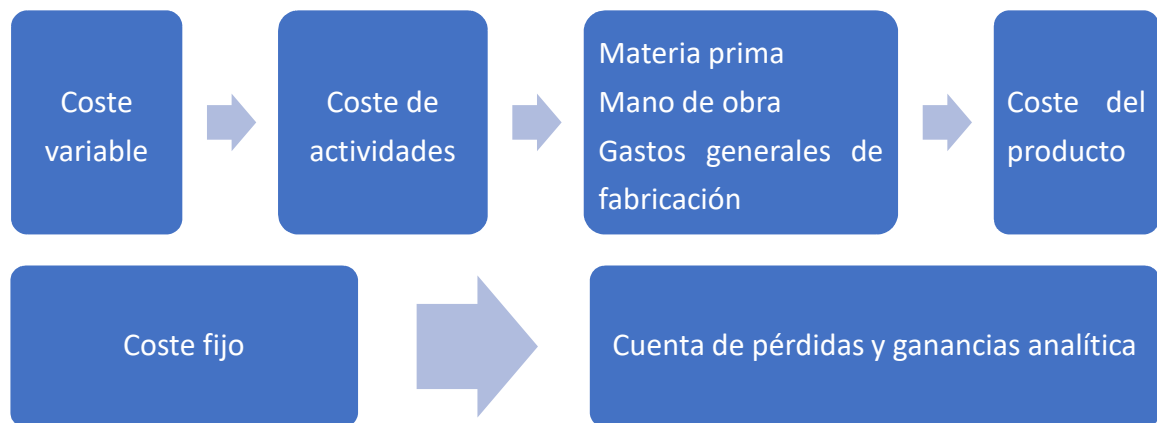 Coste
variable
Coste de
actividades
Materia prima
Mano de obra
Gastos generales de
fabricación
Coste del
producto
Coste fijo
Cuenta de pérdidas y ganancias analítica